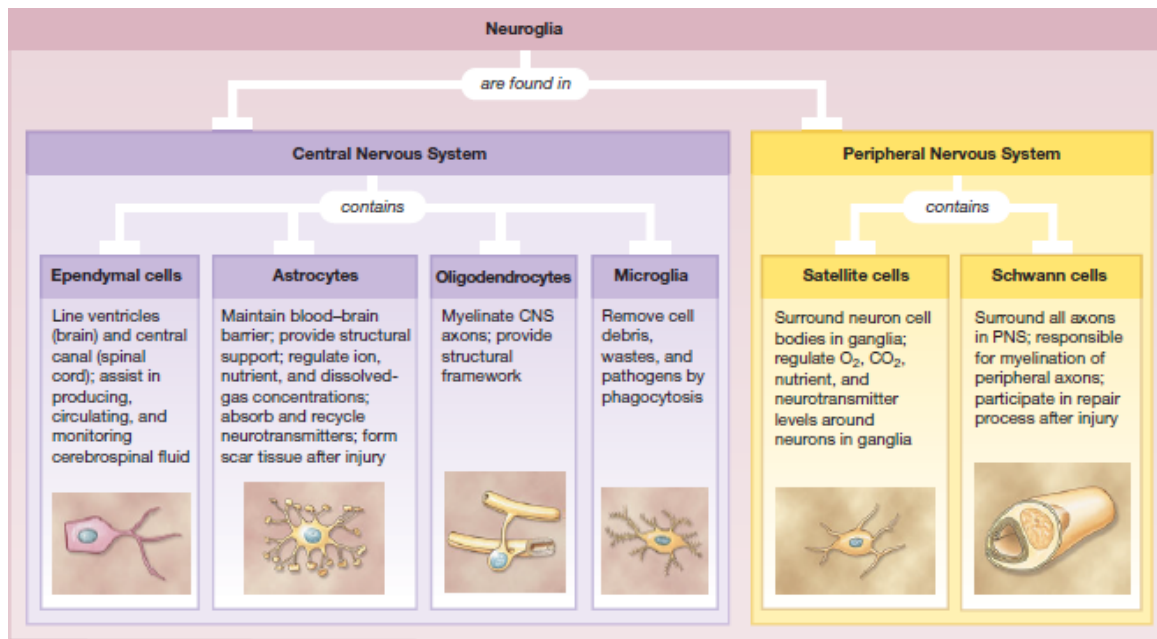 Neuroglia
are found in
Central Nervous System
contains
Ependymal cells
Line ventricles
(brain) and central
canal (spinal
cord); assist in
producing,
circulating, and
monitoring
cerebrospinal fluid
Astrocytes
Maintain blood–brain
barrier; provide structural
support; regulate ion,
nutrient, and dissolved-
gas concentrations;
absorb and recycle
neurotransmitters; form
scar tissue after injury
Oligodendrocytes
Myelinate CNS
axons; provide
structural
framework
Microglia
Remove cell
debris,
wastes, and
pathogens by
phagocytosis
Peripheral Nervous System
contains
Satellite cells
Surround neuron cell
bodies in ganglia;
regulate O₂, CO₂,
nutrient, and
neurotransmitter
levels around
neurons in ganglia
Schwann cells
Surround all axons
in PNS; responsible
for myelination of
peripheral axons;
participate in repair
process after injury